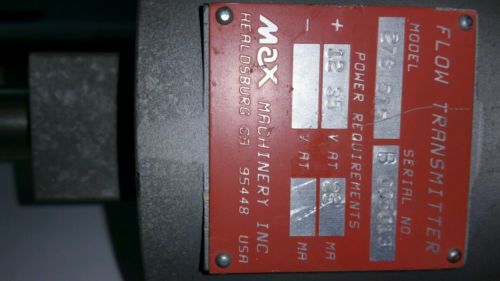 FLOW TRANSMITTER
MODEL SERIAL NO
B
POWER REQUIREMENTS
+ 12 35 V AT 28 MA
- V AT MA
MAX MACHINERY INC.
HEALDSBURG CA 95448 USA